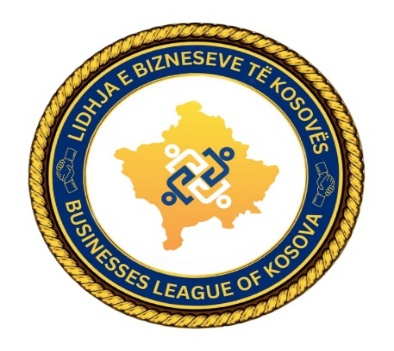 LIDHJA E BIZNESEVE TË KOSOVËS
BUSINESSES LEAGUE OF KOSOVA